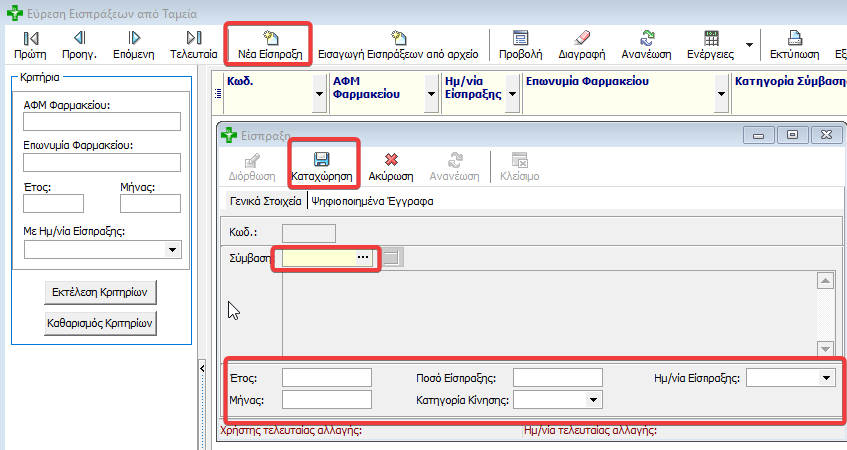 Εύρεση Εισπράξεων από Ταμεία
Πρώτη Προηγ. Επόμενη Τελευταία Νέα Είσπραξη Εισαγωγή Εισπράξεων από αρχείο Προβολή Διαγραφή Ανανέωση Ενέργειες Εκτύπωση Εξ
Κριτήρια
ΑΦΜ Φαρμακείου:
Επωνυμία Φαρμακείου:
Έτος: Μήνας:
Με Ημ/νία Είσπραξης:
Εκτέλεση Κριτηρίων
Καθαρισμός Κριτηρίων
Κωδ. ΑΦΜ Φαρμακείου Ημ/νία Είσπραξης Επωνυμία Φαρμακείου Κατηγορία Σύμβαση
Είσπραξη
Διόρθωση Καταχώρηση Ακύρωση Ανανέωση Κλείσιμο
Γενικά Στοιχεία Ψηφιοποιημένα Έγγραφα
Κωδ.:
Σύμβαση ...
Έτος: Ποσό Είσπραξης: Ημ/νία Είσπραξης:
Μήνας: Κατηγορία Κίνησης:
Χρήστης τελευταίας αλλαγής: Ημ/νία τελευταίας αλλαγής: